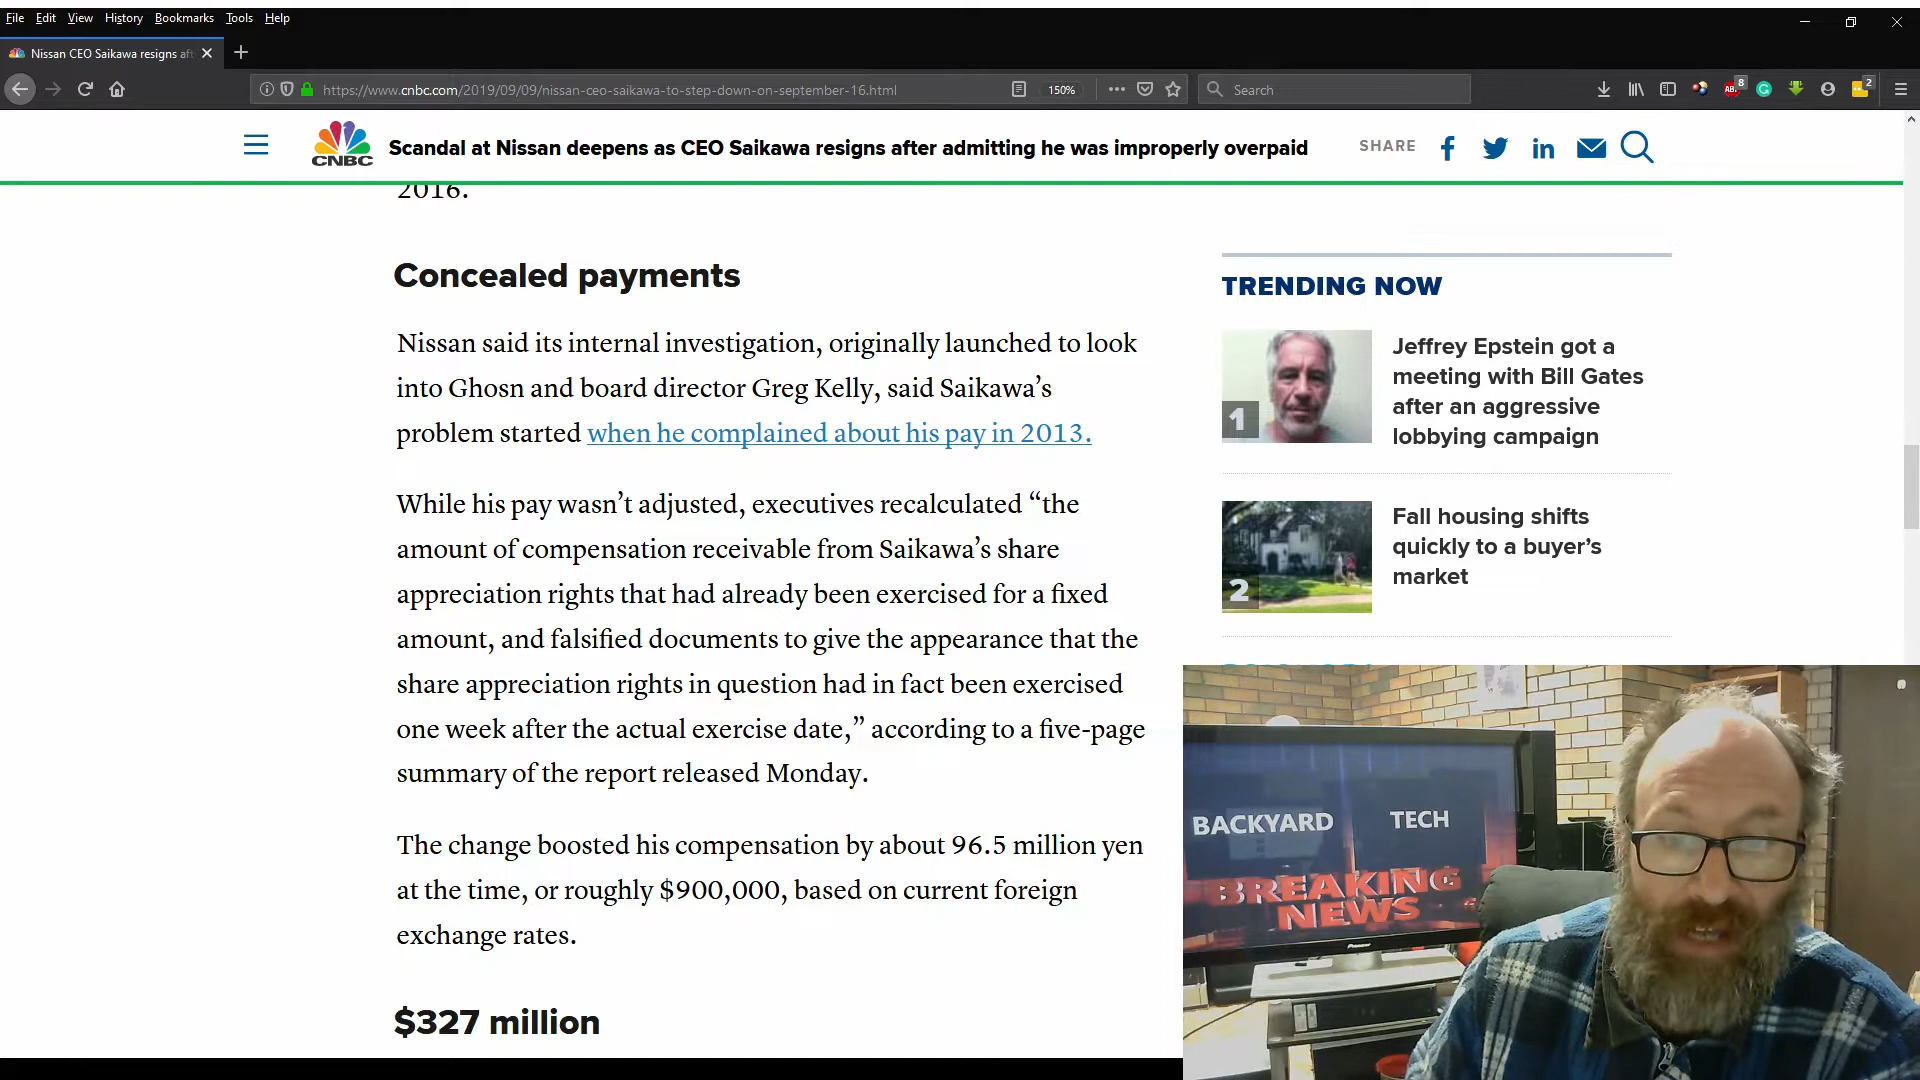 File Edit View History Bookmarks Tools Help
Nissan CEO Saikawa resigns aft
https://www.cnbc.com/2019/09/09/nissan-ceo-saikawa-to-step-down-on-september-16.html
150%
Search
8
2
CNBC
Scandal at Nissan deepens as CEO Saikawa resigns after admitting he was improperly overpaid
SHARE
2016.
Concealed payments
Nissan said its internal investigation, originally launched to look
into Ghosn and board director Greg Kelly, said Saikawa’s
problem started when he complained about his pay in 2013.
While his pay wasn’t adjusted, executives recalculated “the
amount of compensation receivable from Saikawa’s share
appreciation rights that had already been exercised for a fixed
amount, and falsified documents to give the appearance that the
share appreciation rights in question had in fact been exercised
one week after the actual exercise date,” according to a five-page
summary of the report released Monday.
The change boosted his compensation by about 96.5 million yen
at the time, or roughly $900,000, based on current foreign
exchange rates.
$327 million
TRENDING NOW
1
Jeffrey Epstein got a
meeting with Bill Gates
after an aggressive
lobbying campaign
2
Fall housing shifts
quickly to a buyer’s
market
BACKYARD TECH
BREAKING
NEWS
Pioneer